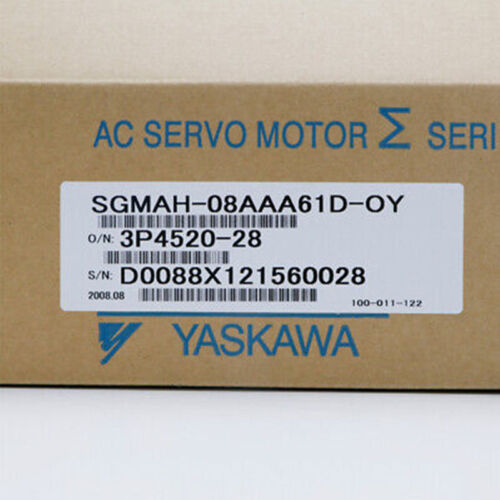 AC SERVO MOTOR Σ SERI
SGMAH-08AAA61D-OY
O/N: 3P4520-28
S/N: D0088X121560028
2008.08
100-011-122
YASKAWA